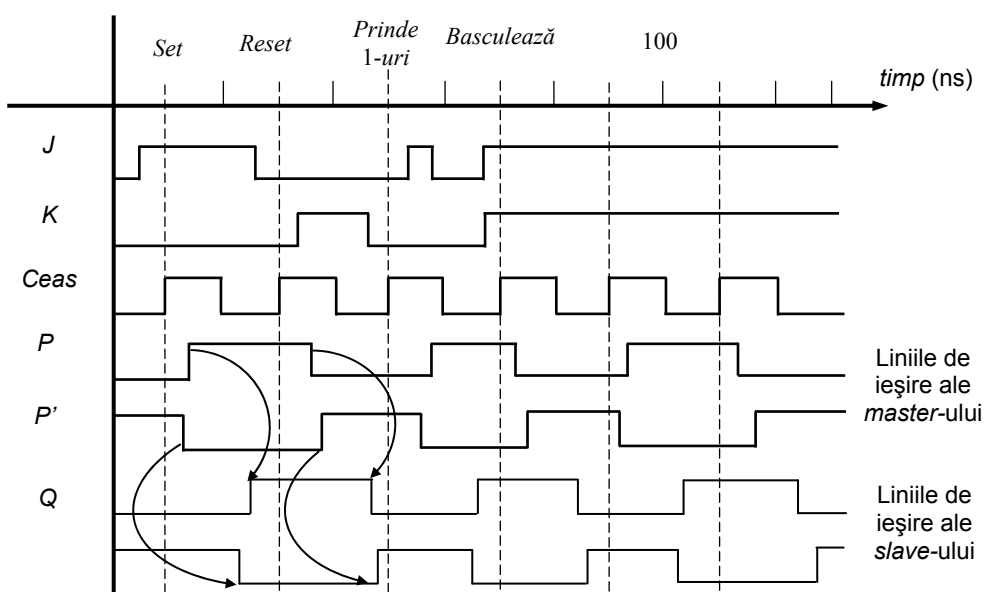 Set
Reset
Prinde
1-uri
Basculează
100
timp (ns)
J
K
Ceas
P
Liniile de
ieşire ale
master-ului
P'
Q
Liniile de
ieşire ale
slave-ului